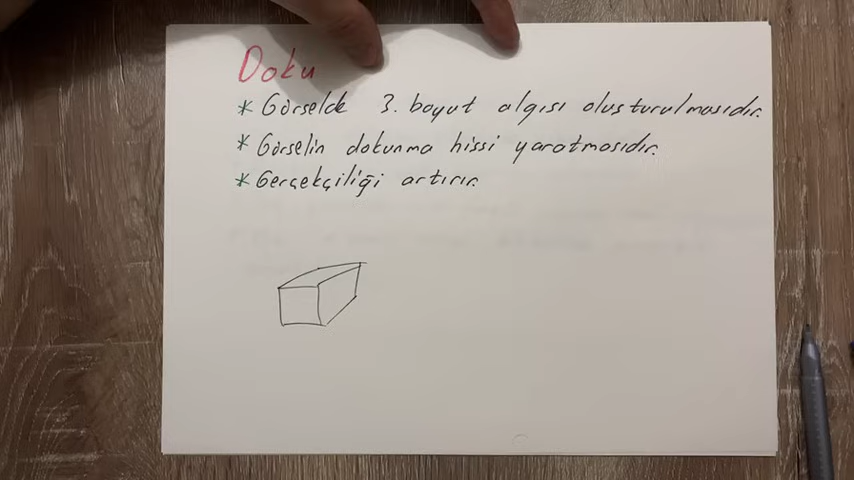 Doku
* Görselde 3. boyut algısı oluşturulmasıdır.
* Görselin dokunma hissi yaratmasıdır.
* Gerçekçiliği artırır.